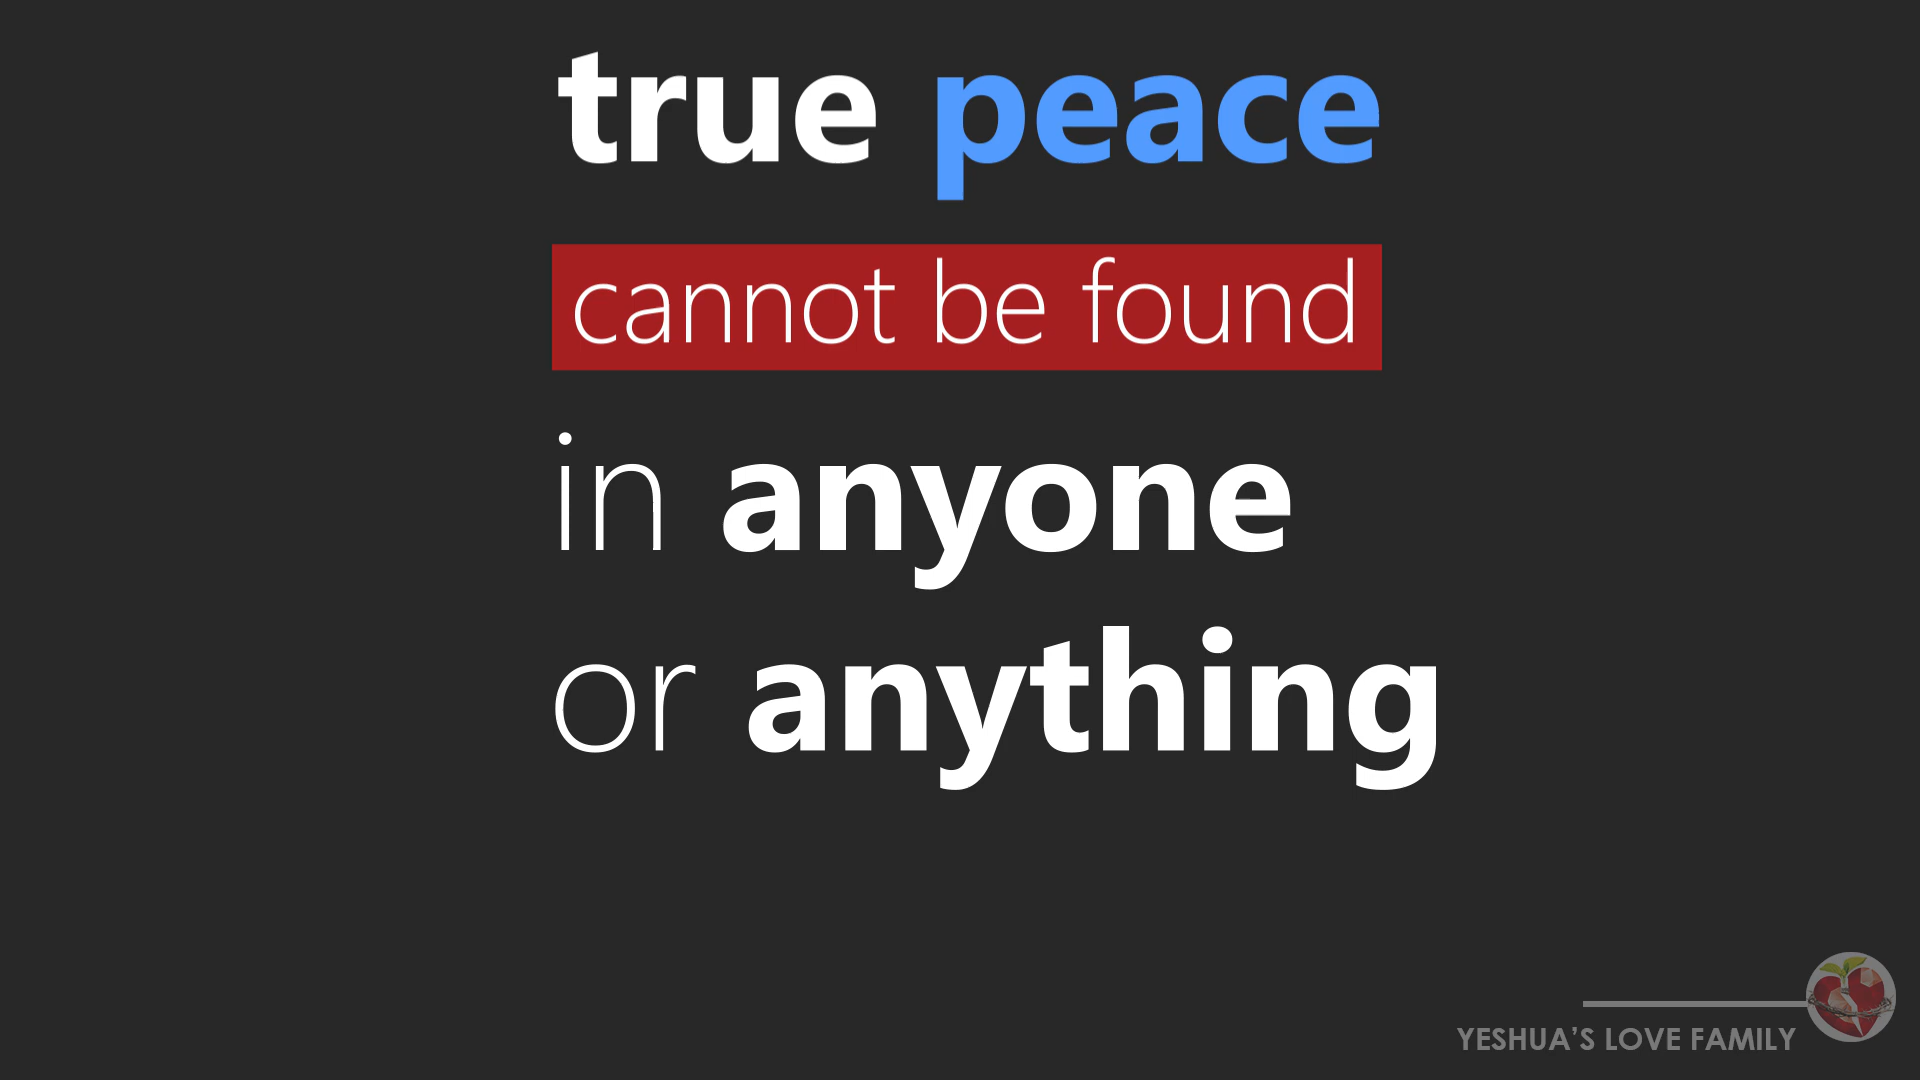 true peace
cannot be found
in anyone
or anything
YESHUA'S LOVE FAMILY